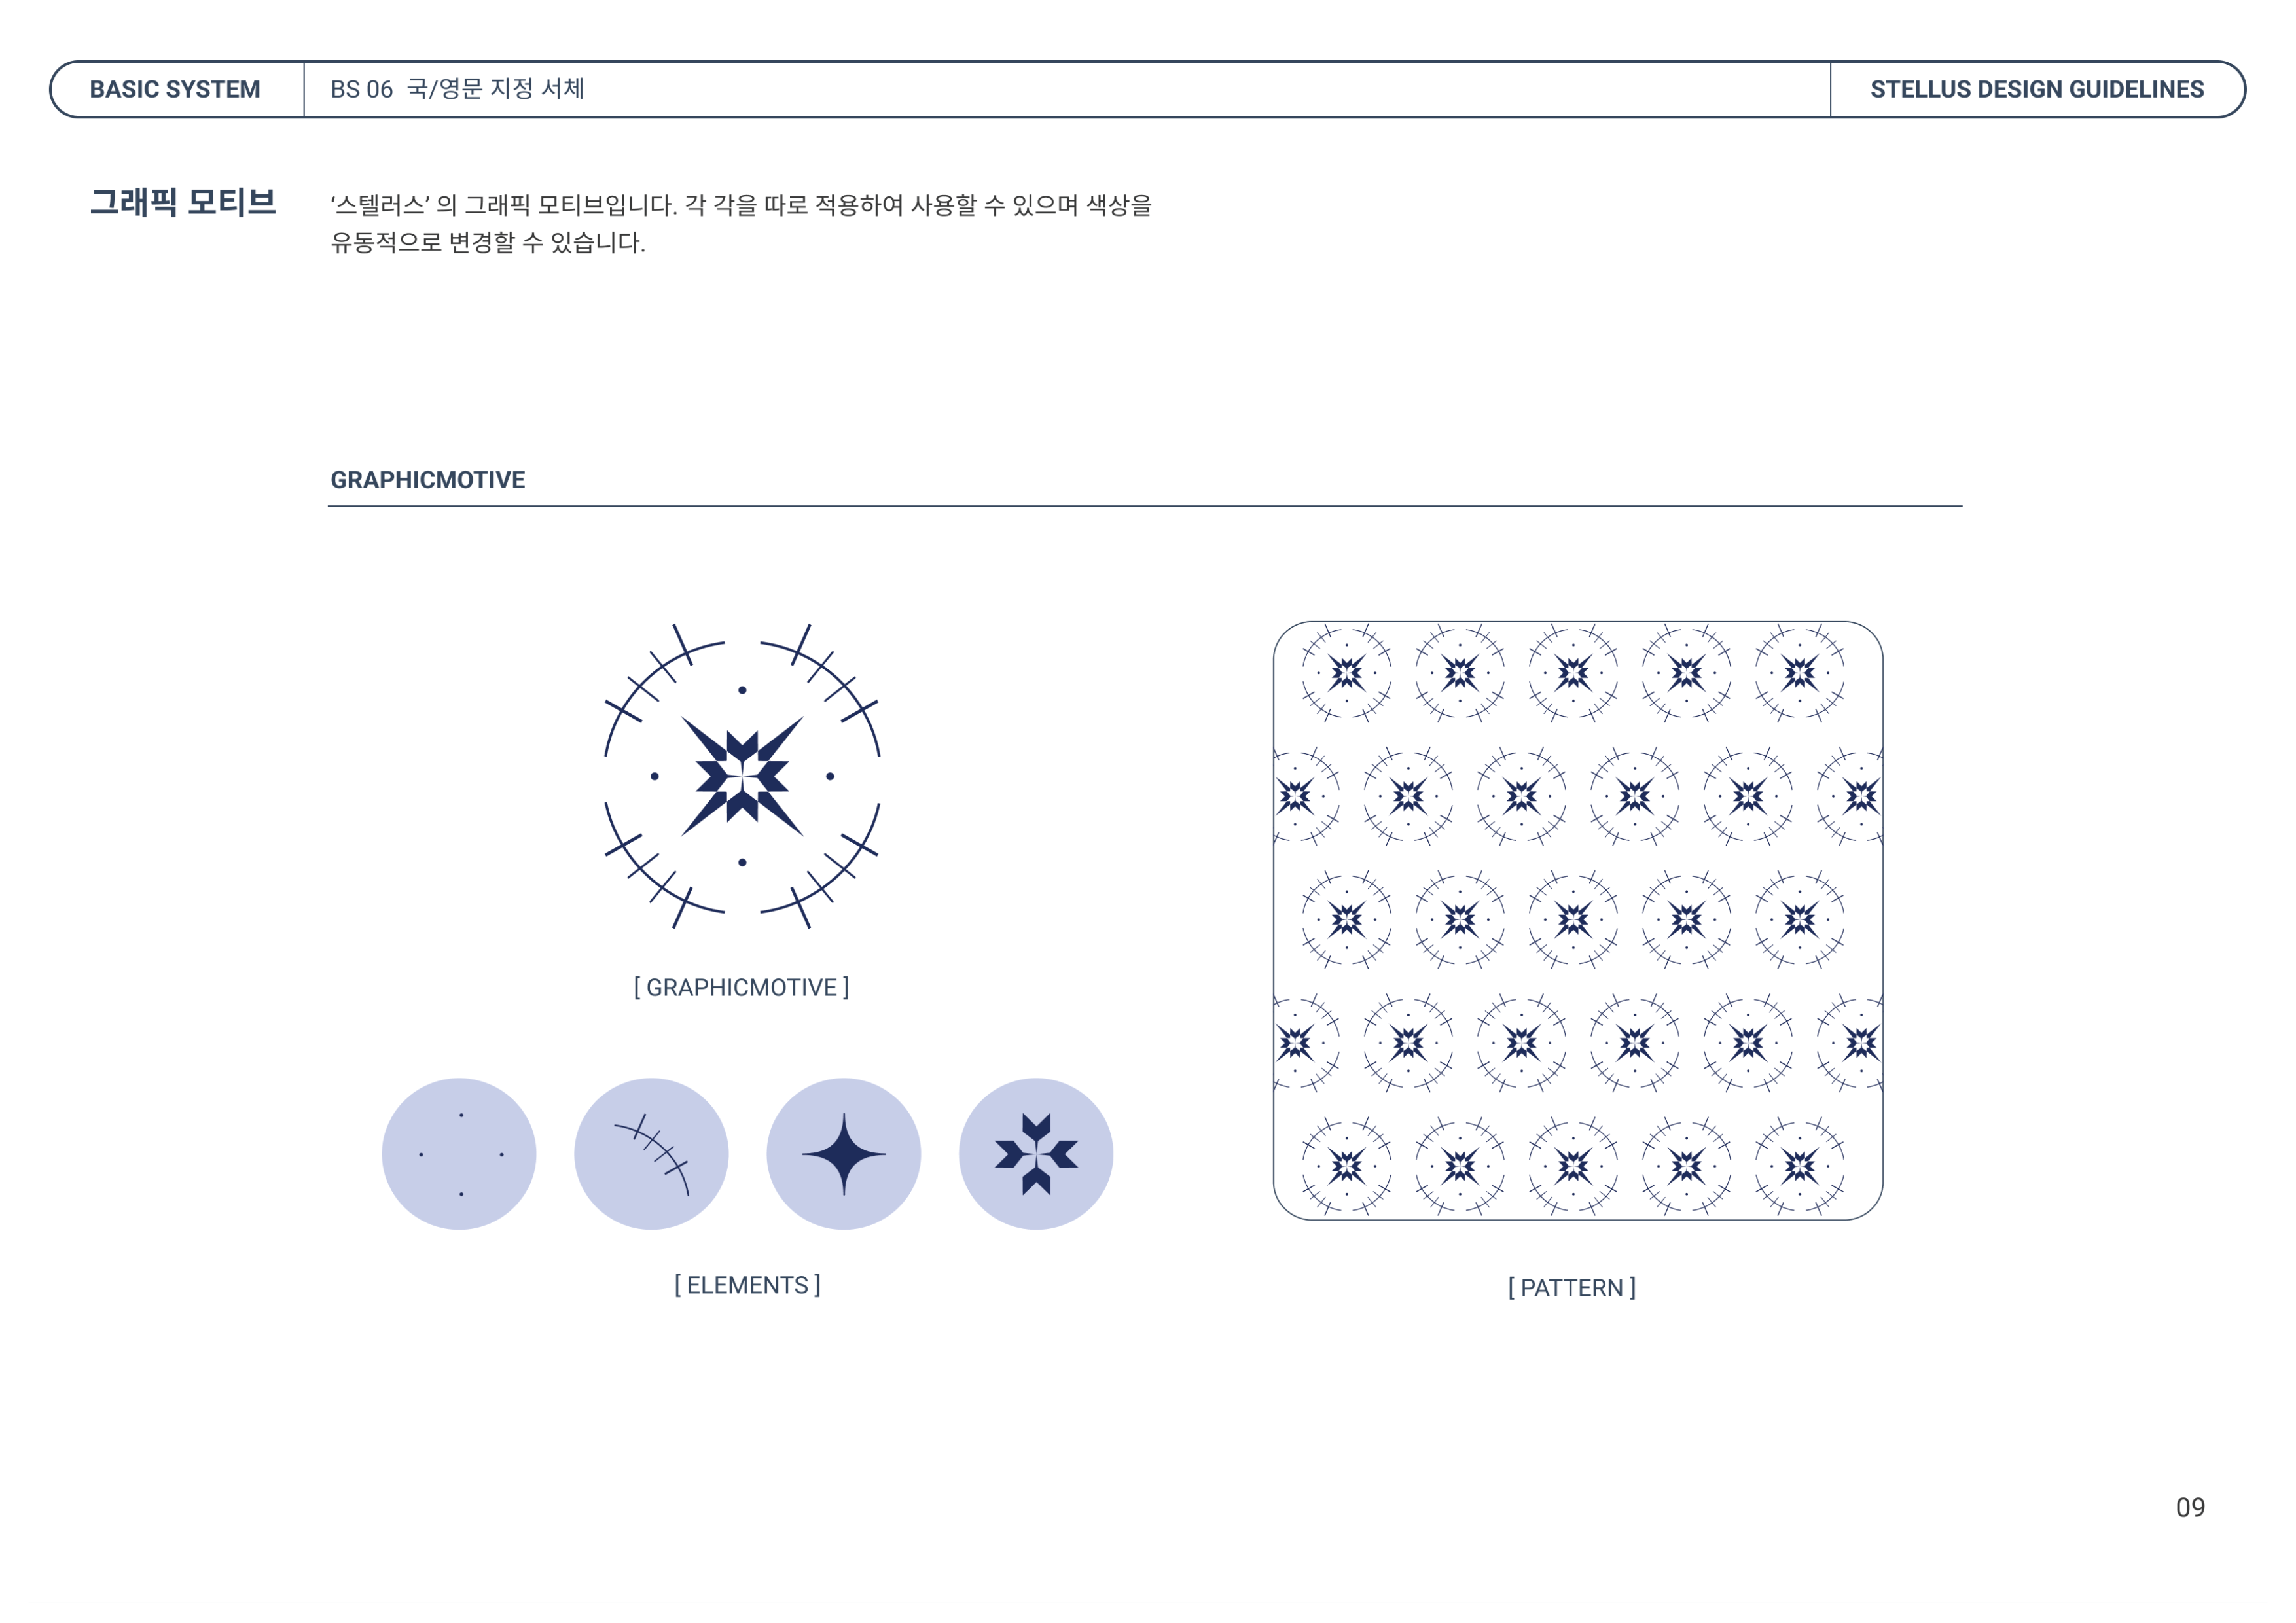 BASIC SYSTEM
BS 06 국/영문 지정 서체
STELLUS DESIGN GUIDELINES
그래픽 모티브
‘스텔러스’ 의 그래픽 모티브입니다. 각 각을 따로 적용하여 사용할 수 있으며 색상을
유동적으로 변경할 수 있습니다.
GRAPHICMOTIVE
[ GRAPHICMOTIVE ]
[ ELEMENTS ]
[ PATTERN ]
09